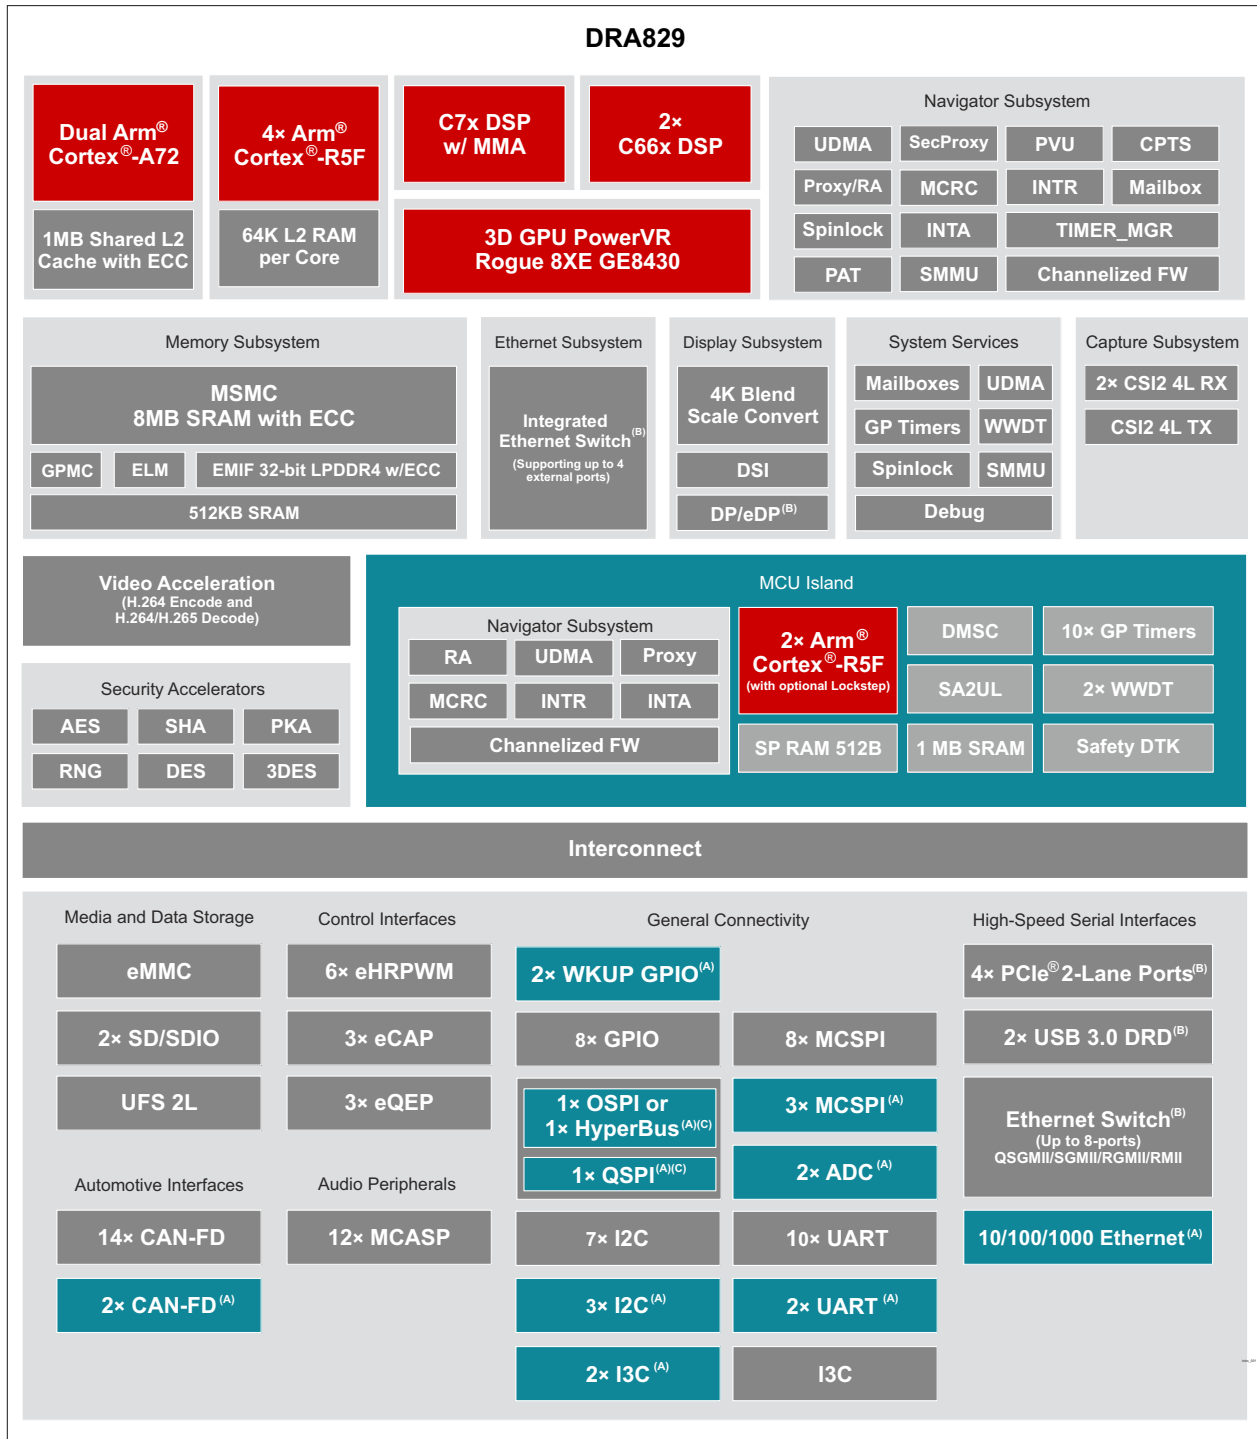 DRA829
Dual Arm®
Cortex®-A72
1MB Shared L2
Cache with ECC
4× Arm®
Cortex®-R5F
64K L2 RAM
per Core
C7x DSP
w/ MMA
2×
C66x DSP
3D GPU PowerVR
Rogue 8XE GE8430
Navigator Subsystem
UDMA
SecProxy
PVU
CPTS
Proxy/RA
MCRC
INTR
Mailbox
Spinlock
INTA
TIMER_MGR
PAT
SMMU
Channelized FW
Memory Subsystem
MSMC
8MB SRAM with ECC
GPMC
ELM
EMIF 32-bit LPDDR4 w/ECC
512KB SRAM
Ethernet Subsystem
Integrated
Ethernet Switch(B)
(Supporting up to 4
external ports)
Display Subsystem
4K Blend
Scale Convert
DSI
DP/eDP(B)
System Services
Mailboxes
UDMA
GP Timers
WWDT
Spinlock
SMMU
Debug
Capture Subsystem
2× CSI2 4L RX
CSI2 4L TX
Video Acceleration
(H.264 Encode and
H.264/H.265 Decode)
Security Accelerators
AES
SHA
PKA
RNG
DES
3DES
MCU Island
Navigator Subsystem
RA
UDMA
Proxy
MCRC
INTR
INTA
Channelized FW
2× Arm®
Cortex®-R5F
(with optional Lockstep)
DMSC
10× GP Timers
SA2UL
2× WWDT
SP RAM 512B
1 MB SRAM
Safety DTK
Interconnect
Media and Data Storage
eMMC
2× SD/SDIO
UFS 2L
Automotive Interfaces
14× CAN-FD
2× CAN-FD(A)
Control Interfaces
6× eHRPWM
3× eCAP
3× eQEP
Audio Peripherals
12× MCASP
General Connectivity
2× WKUP GPIO(A)
8× GPIO
8× MCSPI
1× OSPI or
1× HyperBus(A)(C)
1× QSPI(A)(C)
3× MCSPI(A)
2× ADC(A)
7× I2C
10× UART
3× I2C(A)
2× UART(A)
2× I3C(A)
I3C
High-Speed Serial Interfaces
4× PCIe® 2-Lane Ports(B)
2× USB 3.0 DRD(B)
Ethernet Switch(B)
(Up to 8-ports)
QSGMII/SGMII/RGMII/RMII
10/100/1000 Ethernet(A)